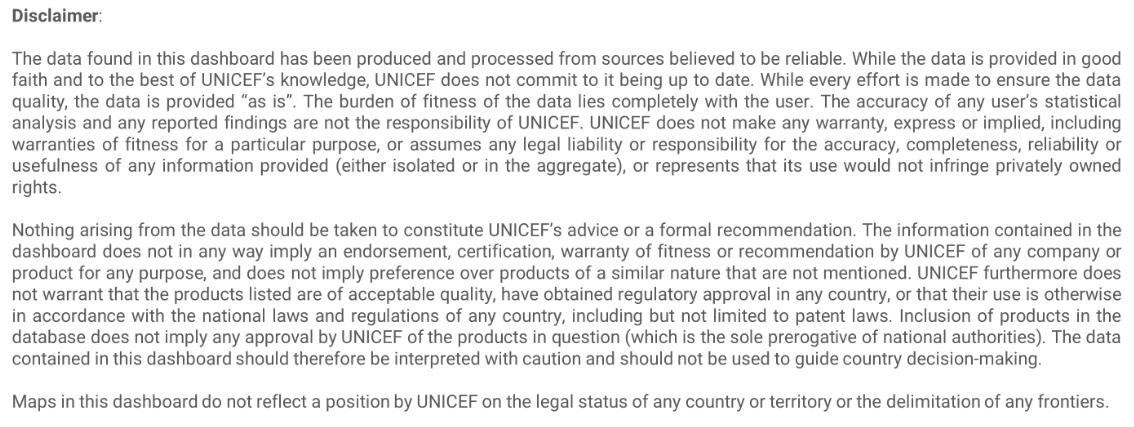 Disclaimer:
The data found in this dashboard has been produced and processed from sources believed to be reliable. While the data is provided in good
faith and to the best of UNICEF's knowledge, UNICEF does not commit to it being up to date. While every effort is made to ensure the data
quality, the data is provided “as is”. The burden of fitness of the data lies completely with the user. The accuracy of any user's statistical
analysis and any reported findings are not the responsibility of UNICEF. UNICEF does not make any warranty, express or implied, including
warranties of fitness for a particular purpose, or assumes any legal liability or responsibility for the accuracy, completeness, reliability or
usefulness of any information provided (either isolated or in the aggregate), or represents that its use would not infringe privately owned
rights.
Nothing arising from the data should be taken to constitute UNICEF's advice or a formal recommendation. The information contained in the
dashboard does not in any way imply an endorsement, certification, warranty of fitness or recommendation by UNICEF of any company or
product for any purpose, and does not imply preference over products of a similar nature that are not mentioned. UNICEF furthermore does
not warrant that the products listed are of acceptable quality, have obtained regulatory approval in any country, or that their use is otherwise
in accordance with the national laws and regulations of any country, including but not limited to patent laws. Inclusion of products in the
database does not imply any approval by UNICEF of the products in question (which is the sole prerogative of national authorities). The data
contained in this dashboard should therefore be interpreted with caution and should not be used to guide country decision-making.
Maps in this dashboard do not reflect a position by UNICEF on the legal status of any country or territory or the delimitation of any frontiers.